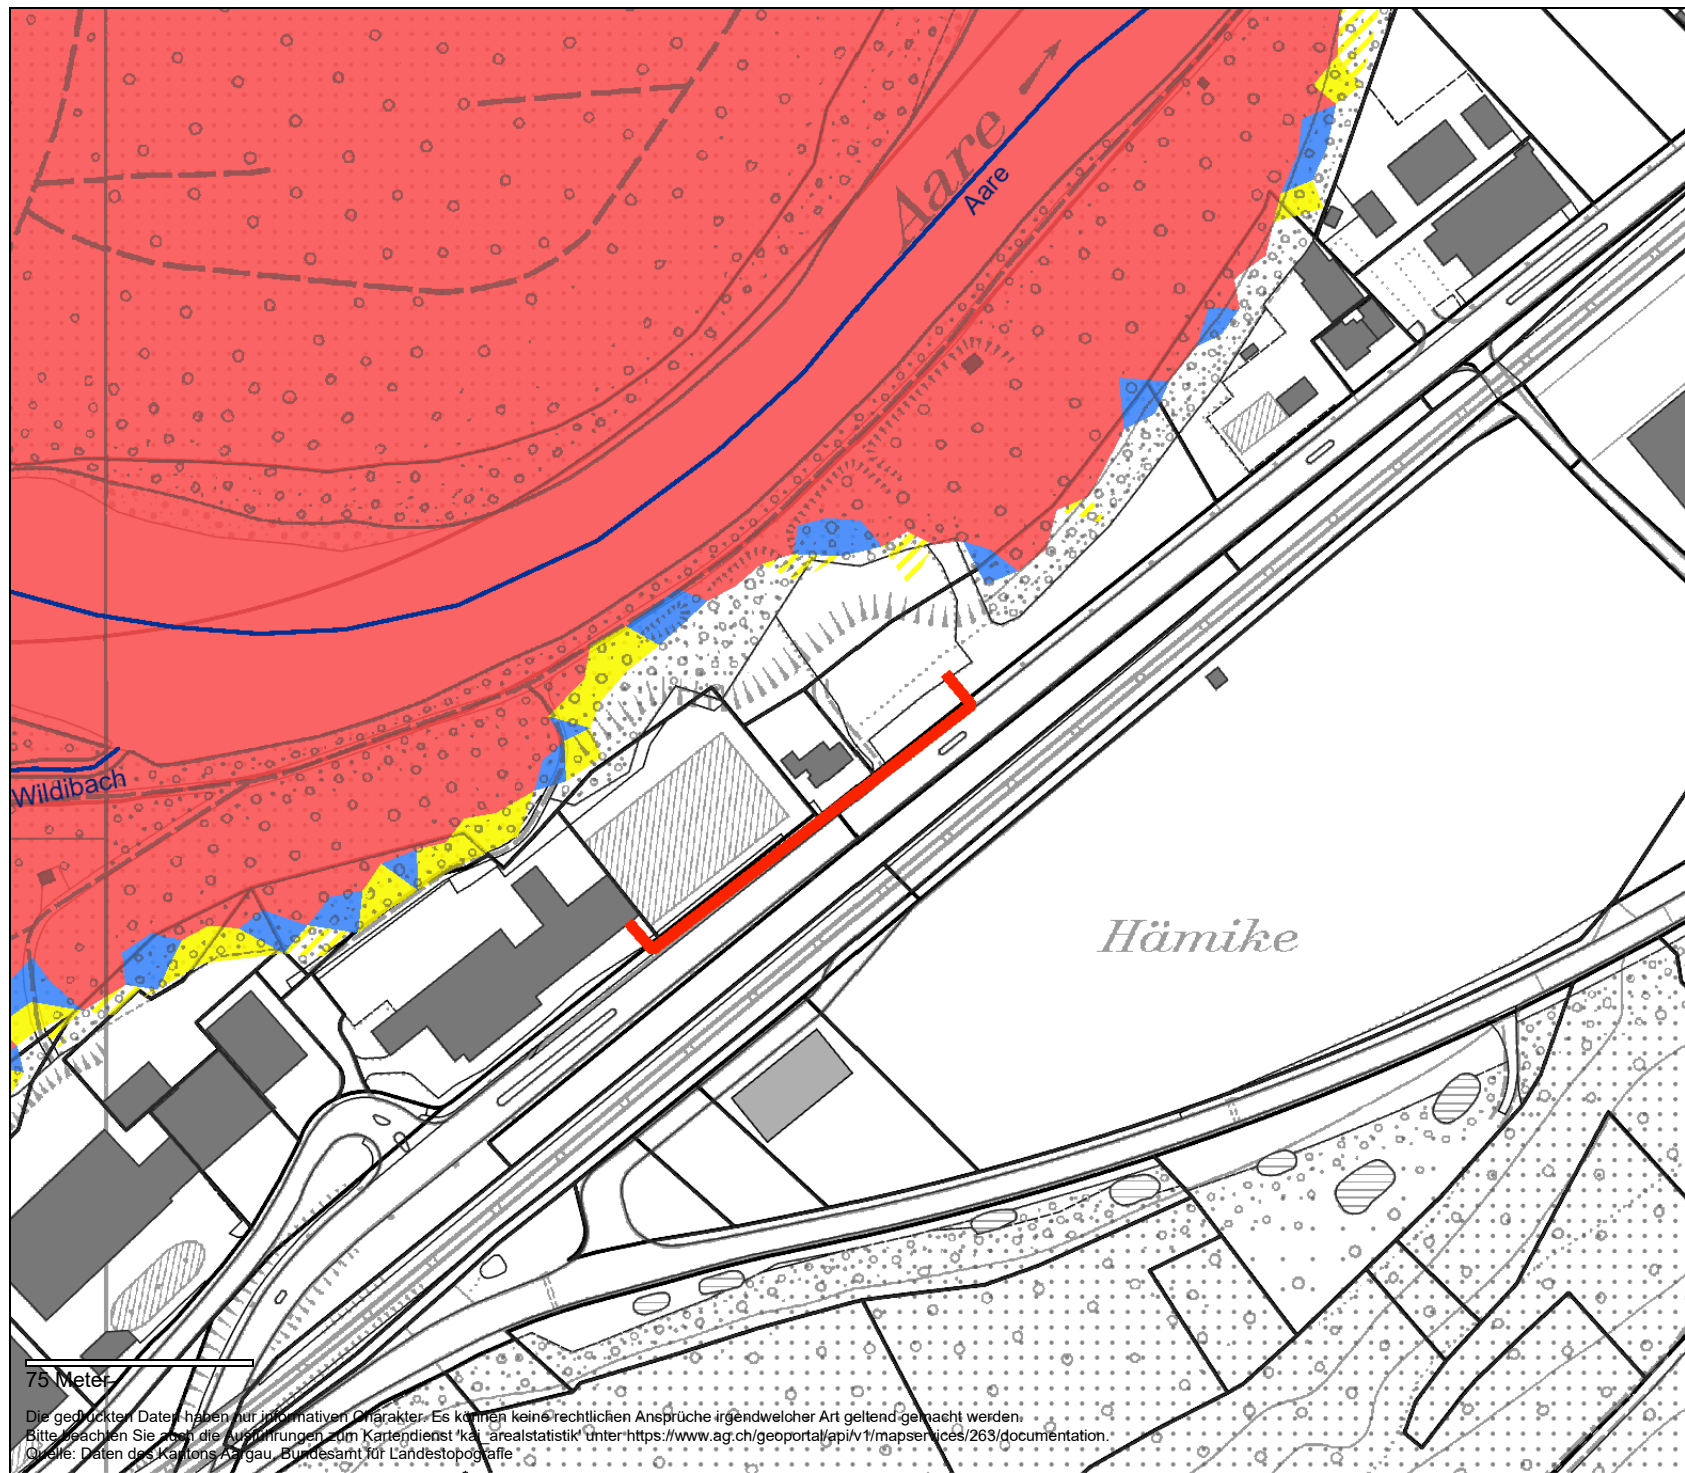 Aare
Aare
Wildibach
Hämike
75 Meter
Die gedruckten Daten haben nur informativen Charakter. Es können keine rechtlichen Ansprüche irgendwelcher Art geltend gemacht werden.
Bitte beachten Sie auch die Ausführungen zum Kartendienst 'kaj_arealstatistik' unter https://www.ag.ch/geoportal/api/v1/mapservices/263/documentation.
Quelle: Daten des Kantons Aargau, Bundesamt für Landestopografie